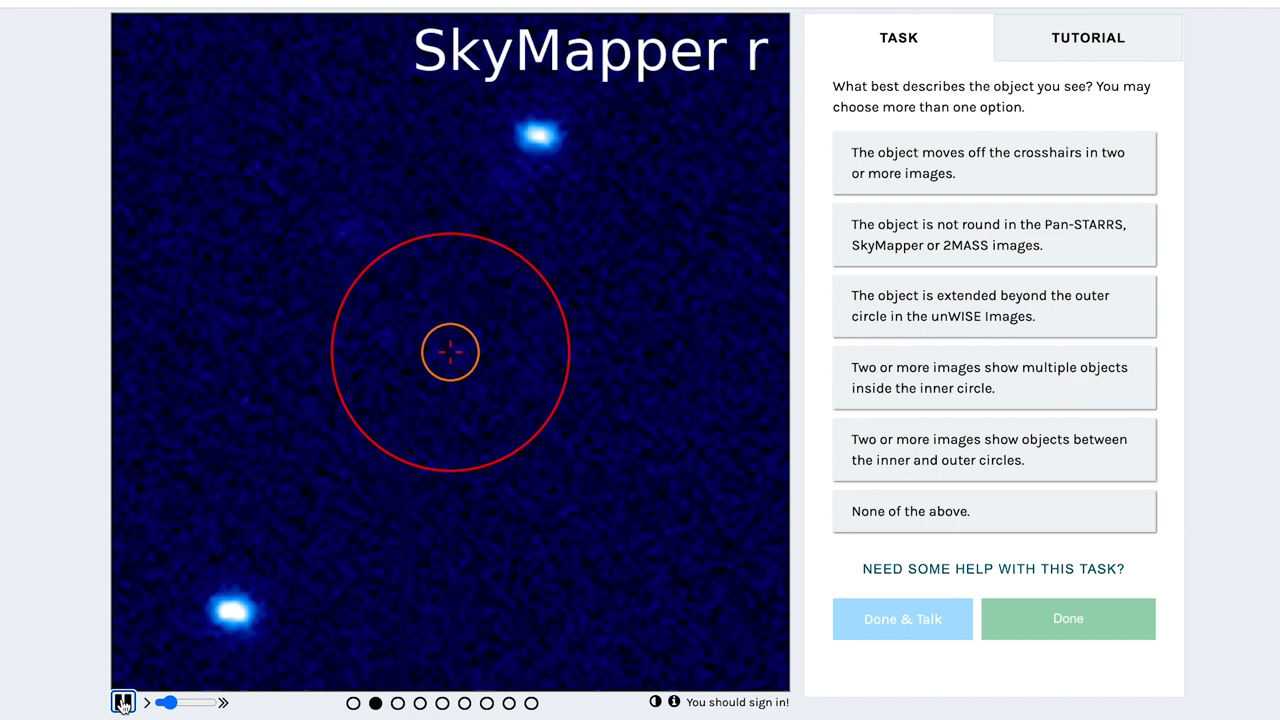 SkyMapper r
TASK
TUTORIAL
What best describes the object you see? You may
choose more than one option.
The object moves off the crosshairs in two
or more images.
The object is not round in the Pan-STARRS,
SkyMapper or 2MASS images.
The object is extended beyond the outer
circle in the unWISE Images.
Two or more images show multiple objects
inside the inner circle.
Two or more images show objects between
the inner and outer circles.
None of the above.
NEED SOME HELP WITH THIS TASK?
Done & Talk
Done
You should sign in!